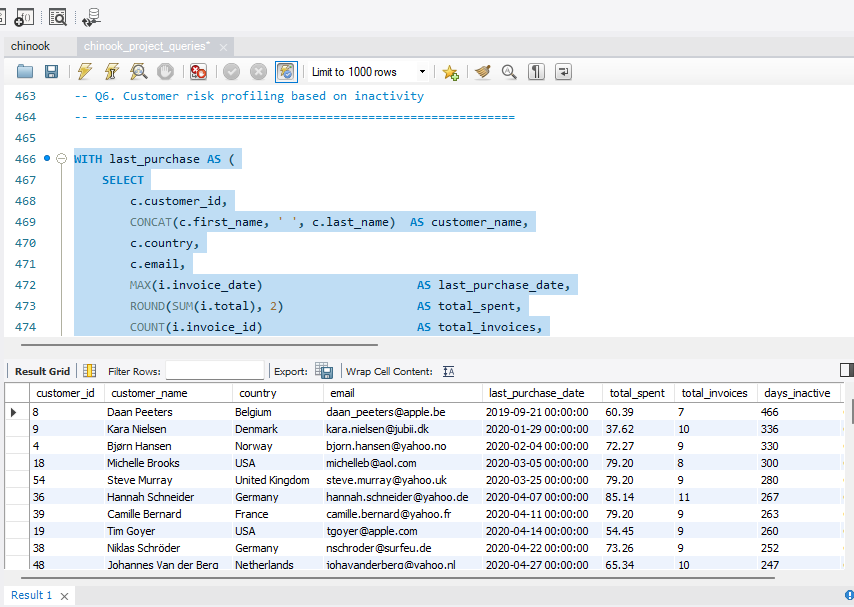 chinook
chinook_project_queries* ×
Limit to 1000 rows
463 -- Q6. Customer risk profiling based on inactivity
464 -- ============================================================
465
466 WITH last_purchase AS (
467 SELECT
468 c.customer_id,
469 CONCAT(c.first_name, ' ', c.last_name) AS customer_name,
470 c.country,
471 c.email,
472 MAX(i.invoice_date) AS last_purchase_date,
473 ROUND(SUM(i.total), 2) AS total_spent,
474 COUNT(i.invoice_id) AS total_invoices,
Result Grid Filter Rows: Export: Wrap Cell Content: IA
customer_id customer_name country email last_purchase_date total_spent total_invoices days_inactive
8 Daan Peeters Belgium daan_peeters@apple.be 2019-09-21 00:00:00 60.39 7 466
9 Kara Nielsen Denmark kara.nielsen@jubii.dk 2020-01-29 00:00:00 37.62 10 336
4 Bjørn Hansen Norway bjorn.hansen@yahoo.no 2020-02-04 00:00:00 72.27 9 330
18 Michelle Brooks USA michelleb@aol.com 2020-03-05 00:00:00 79.20 8 300
54 Steve Murray United Kingdom steve.murray@yahoo.uk 2020-03-25 00:00:00 79.20 9 280
36 Hannah Schneider Germany hannah.schneider@yahoo.de 2020-04-07 00:00:00 85.14 11 267
39 Camille Bernard France camille.bernard@yahoo.fr 2020-04-11 00:00:00 79.20 9 263
19 Tim Goyer USA tgoyer@apple.com 2020-04-14 00:00:00 54.45 9 260
38 Niklas Schröder Germany nschroder@surfeu.de 2020-04-22 00:00:00 73.26 9 252
48 Johannes Van der Berg Netherlands johavanderberg@yahoo.nl 2020-04-27 00:00:00 65.34 10 247
Result 1 ×